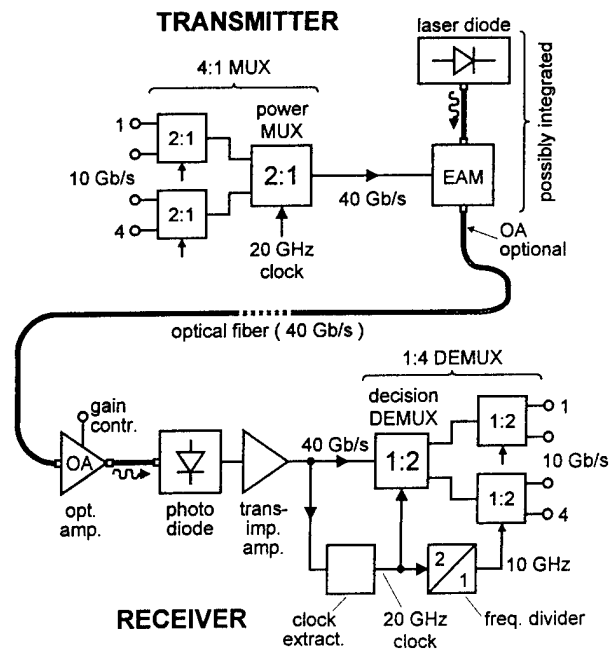 TRANSMITTER
laser diode
4:1 MUX
power
MUX
1
2:1
10 Gb/s
2:1
4
2:1
40 Gb/s
EAM
possibly integrated
20 GHz
clock
OA
optional
optical fiber ( 40 Gb/s )
1:4 DEMUX
decision
DEMUX
gain
contr.
OA
40 Gb/s
1:2
1:2
1
10 Gb/s
1:2
4
opt.
amp.
photo
diode
trans-
imp.
amp.
2
1
10 GHz
RECEIVER
clock
extract.
20 GHz
clock
freq. divider